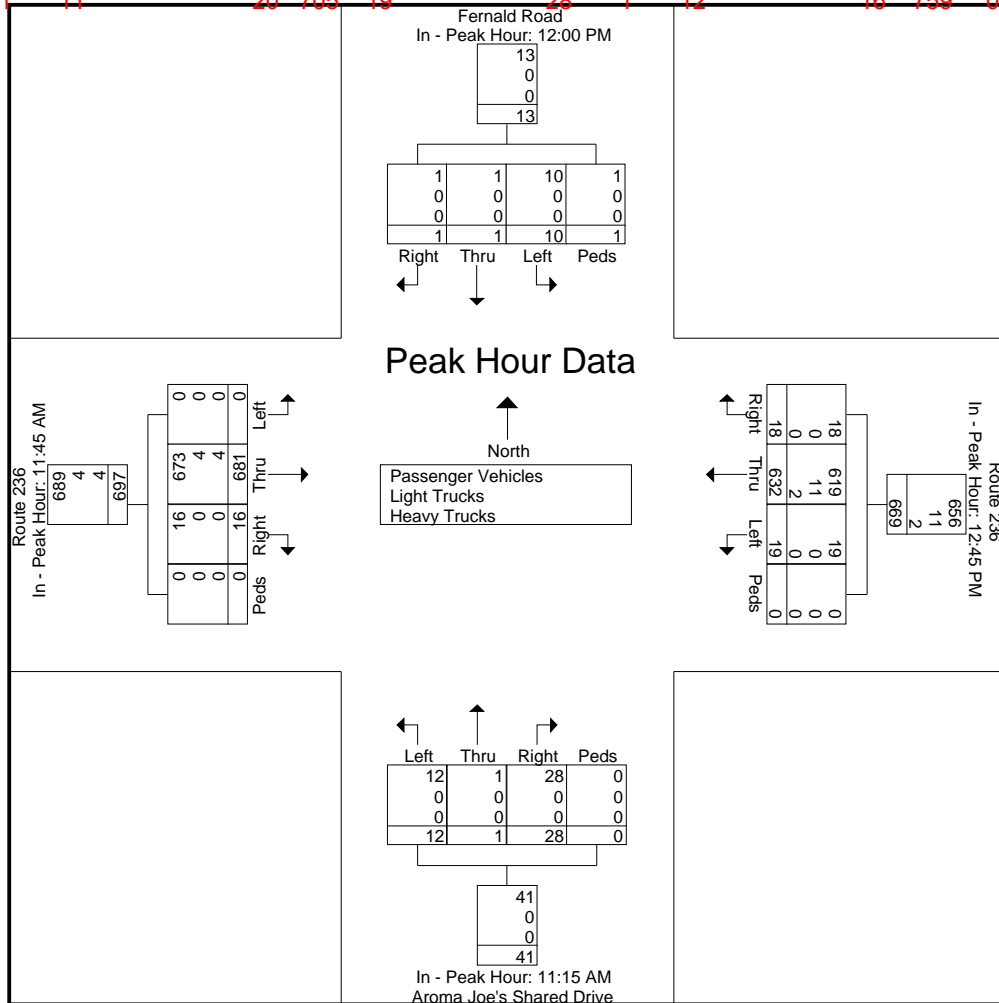 Fernald Road
In - Peak Hour: 12:00 PM
13
0
0
13
1 1 10 1
0 0 0 0
0 0 0 0
1 1 10 1
Right Thru Left Peds
Peak Hour Data
North
Passenger Vehicles
Light Trucks
Heavy Trucks
Route 236
In - Peak Hour: 11:45 AM
689
4
4
697
Left
0 0 0 0
Thru
673 4 4 681
Right
16 0 0 16
Peds
0 0 0 0
Right
18 0 0 18
Thru
632 2 11 619
Left
19 0 0 19
Peds
0 0 0 0
656
11
2
669
In - Peak Hour: 12:45 PM
Route 236
Left Thru Right Peds
12 1 28 0
0 0 0 0
0 0 0 0
12 1 28 0
41
0
0
41
In - Peak Hour: 11:15 AM
Aroma Joe's Shared Drive